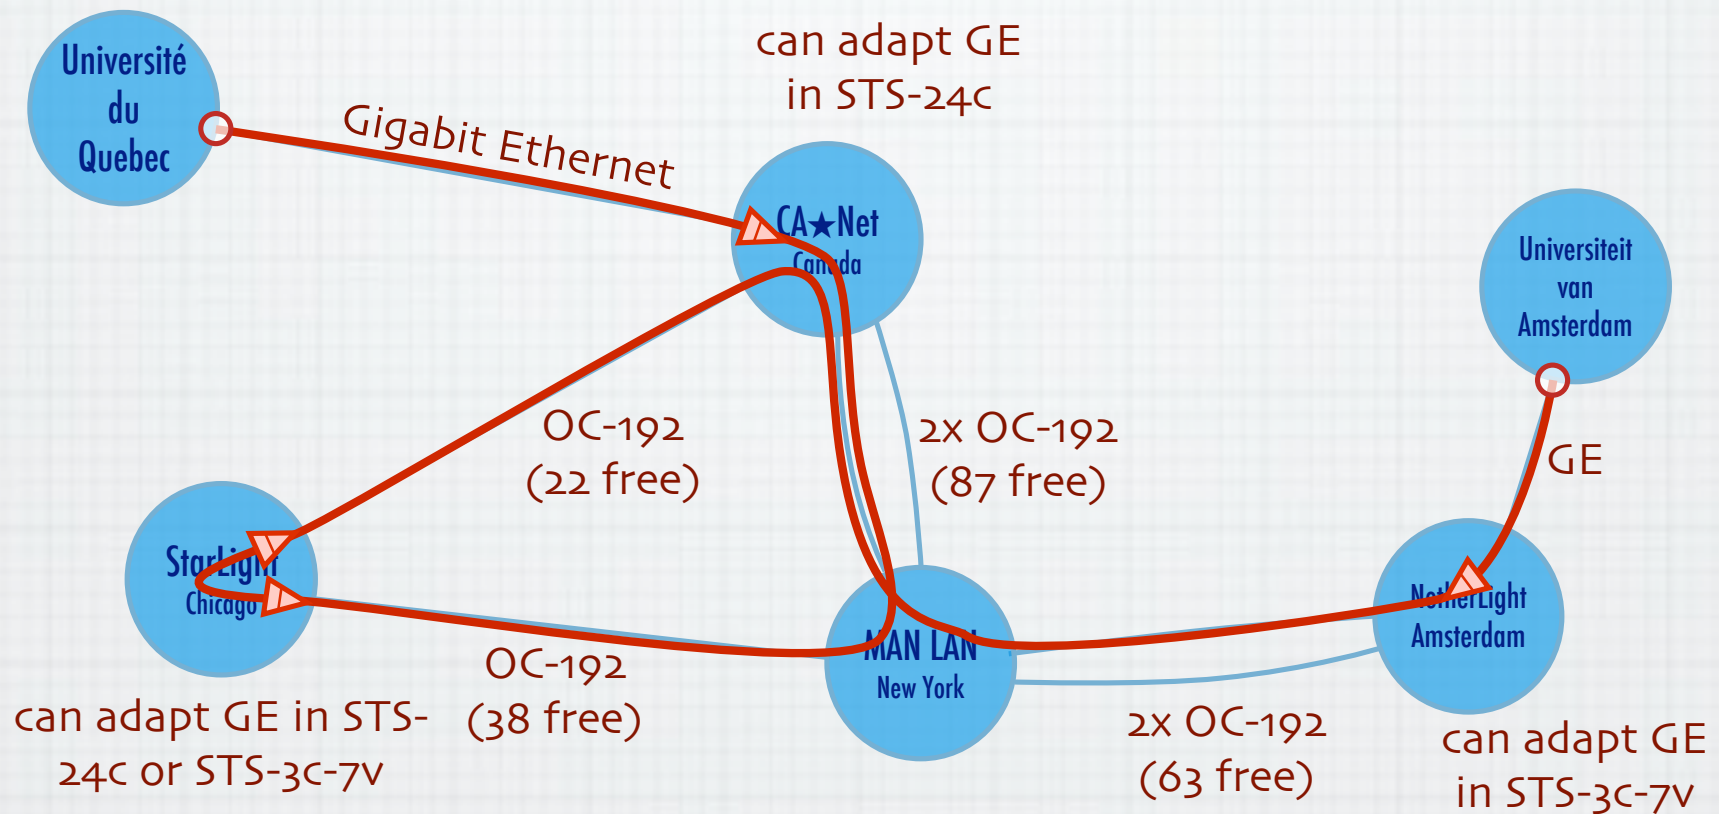 Université
du
Quebec
Gigabit Ethernet
can adapt GE
in STS-24c
CA★Net
Canada
Universiteit
van
Amsterdam
GE
OC-192
(22 free)
2x OC-192
(87 free)
StarLight
Chicago
can adapt GE in STS-
24c or STS-3c-7v
OC-192
(38 free)
MAN LAN
New York
2x OC-192
(63 free)
NetherLight
Amsterdam
can adapt GE
in STS-3c-7v